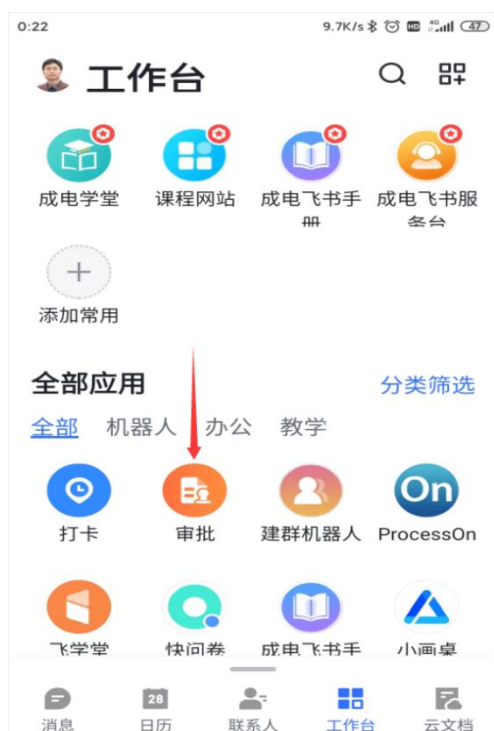 0:22 9.7K/s HD 4G 47
工作台
成电学堂 课程网站 成电飞书手 成电飞书服
册 务台
添加常用
全部应用 分类筛选
全部 机器人 办公 教学
On
打卡 审批 建群机器人 ProcessOn
飞学堂 快问卷 成电飞书手 小画桌
28
消息 日历 联系人 工作台 云文档